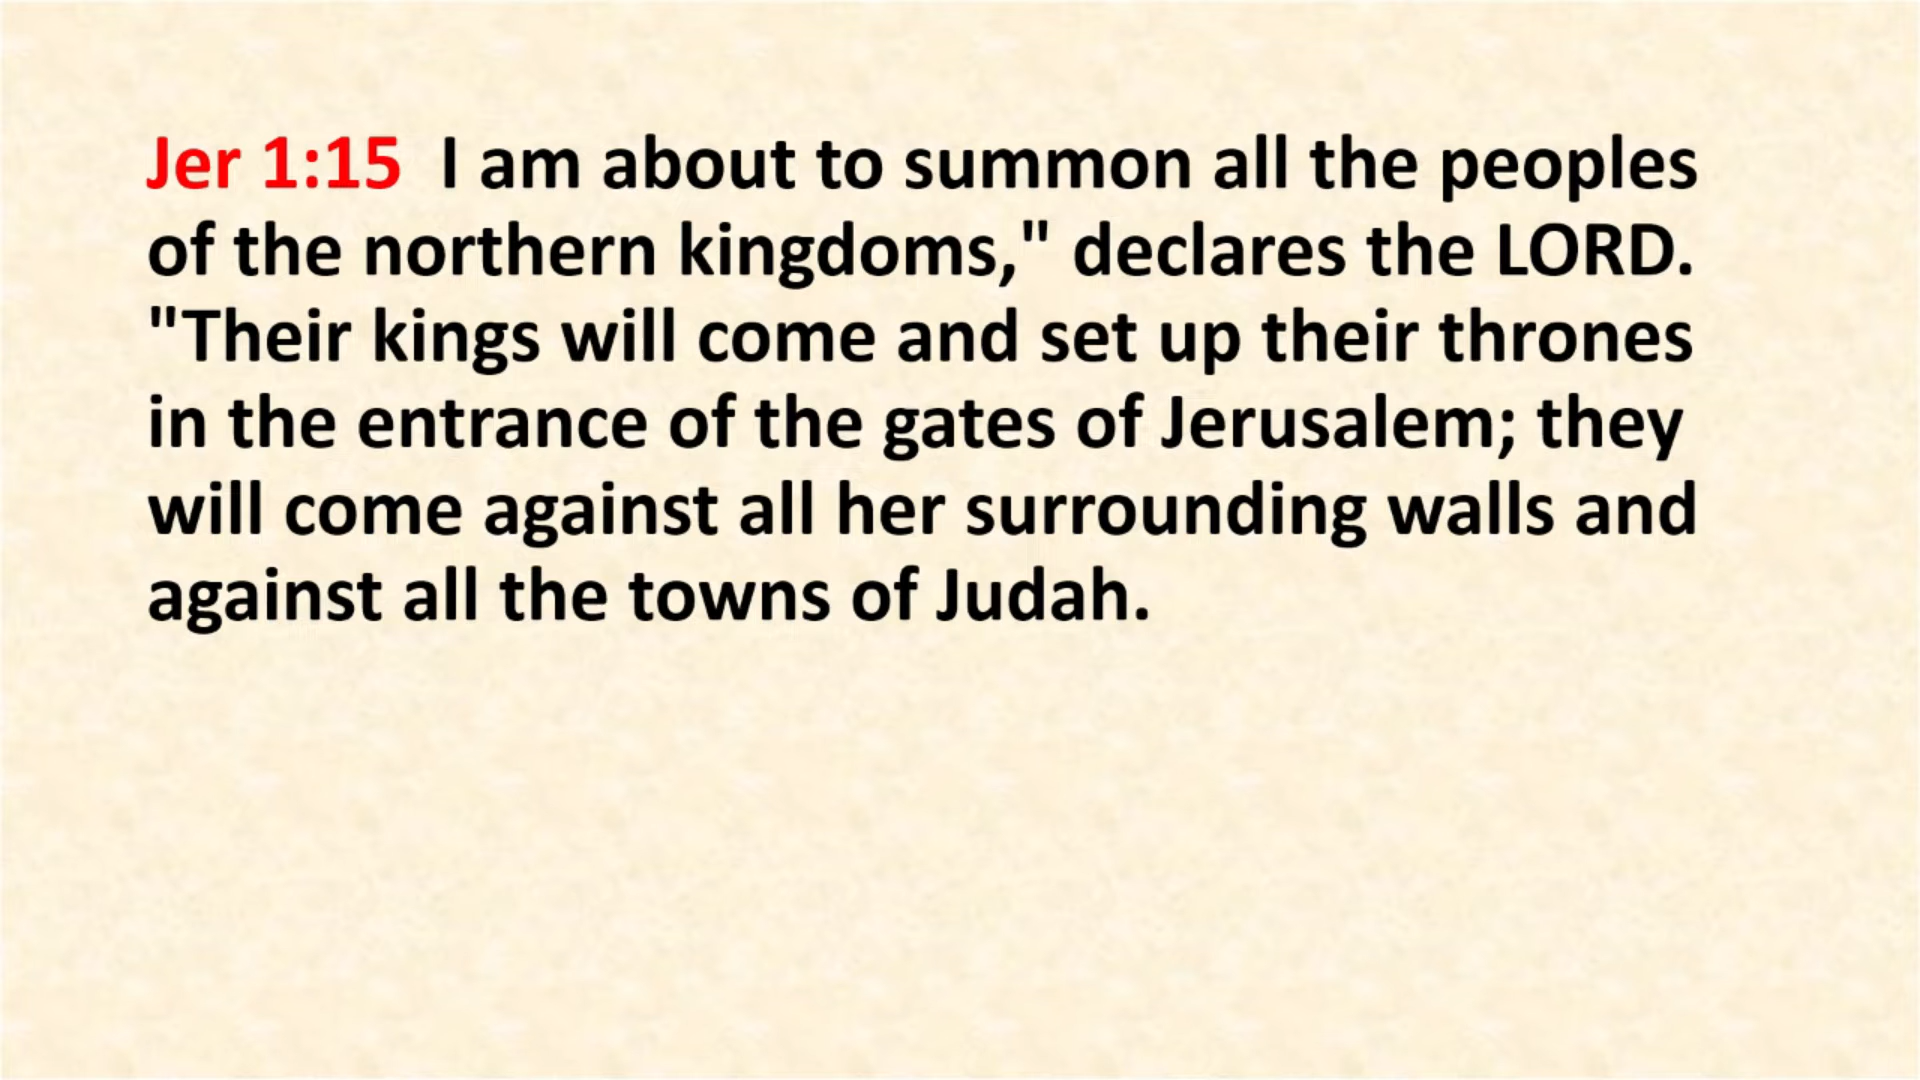 Jer 1:15  I am about to summon all the peoples
of the northern kingdoms," declares the LORD.
"Their kings will come and set up their thrones
in the entrance of the gates of Jerusalem; they
will come against all her surrounding walls and
against all the towns of Judah.